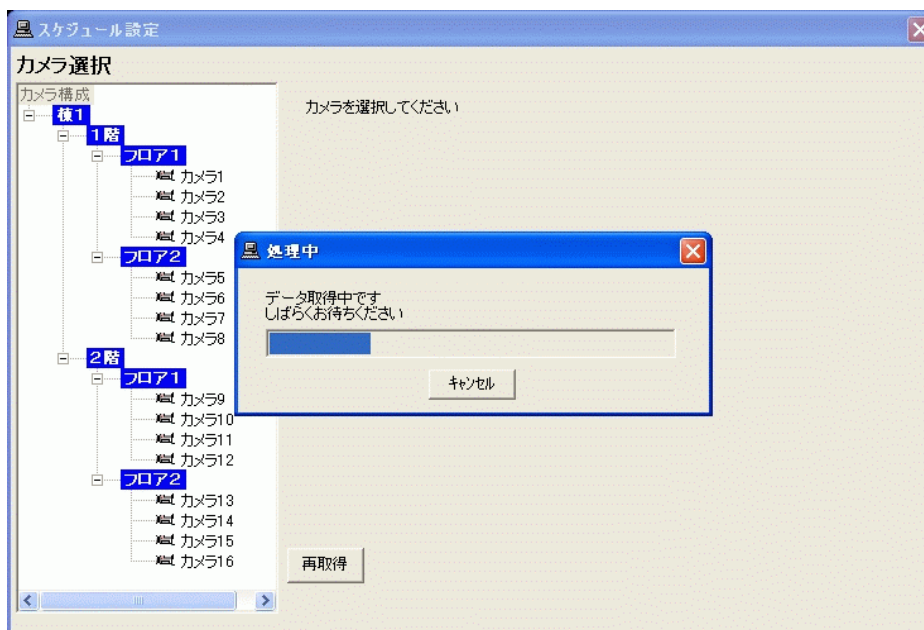 スケジュール設定
カメラ選択
カメラ構成
棟1
1階
フロア1
カメラ1
カメラ2
カメラ3
カメラ4
フロア2
カメラ5
カメラ6
カメラ7
カメラ8
2階
フロア1
カメラ9
カメラ10
カメラ11
カメラ12
フロア2
カメラ13
カメラ14
カメラ15
カメラ16
カメラを選択してください
処理中
データ取得中です
しばらくお待ちください
キャンセル
再取得